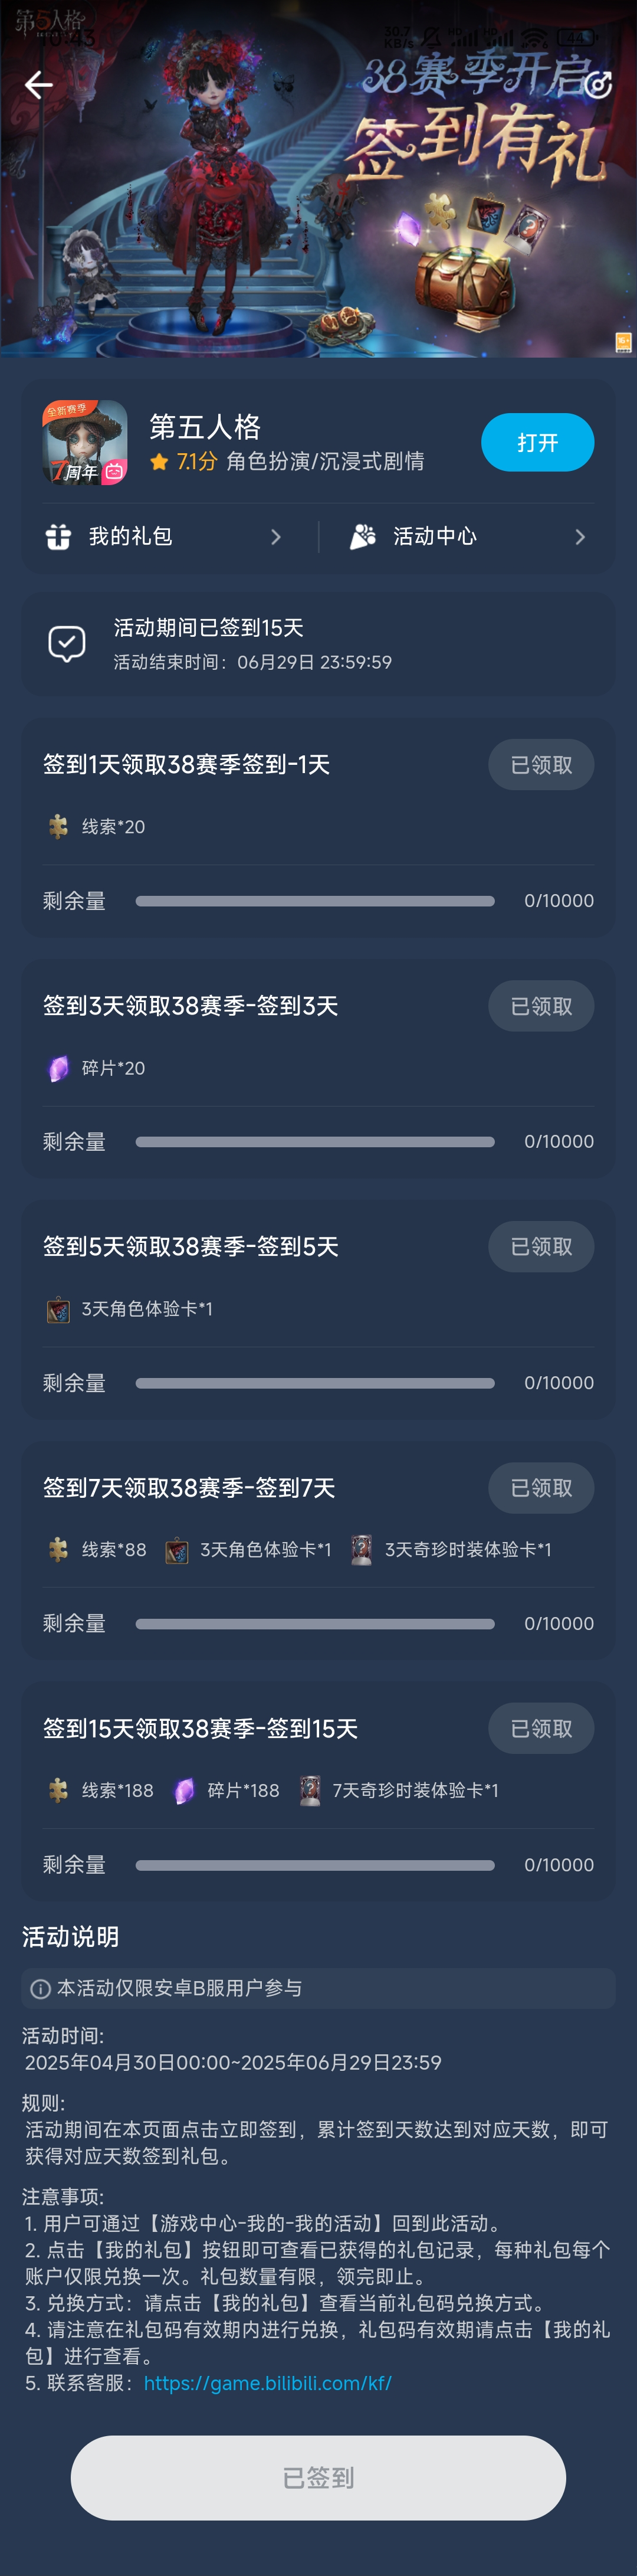 第5人格
10:43
30.7
KB/s
HD
HD
44
38赛季开启
签到有礼
16+
全新赛季
7周年
第五人格
7.1分 角色扮演/沉浸式剧情
打开
我的礼包
活动中心
活动期间已签到15天
活动结束时间：06月29日 23:59:59
签到1天领取38赛季签到-1天
已领取
线索*20
剩余量
0/10000
签到3天领取38赛季-签到3天
已领取
碎片*20
剩余量
0/10000
签到5天领取38赛季-签到5天
已领取
3天角色体验卡*1
剩余量
0/10000
签到7天领取38赛季-签到7天
已领取
线索*88 3天角色体验卡*1 3天奇珍时装体验卡*1
剩余量
0/10000
签到15天领取38赛季-签到15天
已领取
线索*188 碎片*188 7天奇珍时装体验卡*1
剩余量
0/10000
活动说明
本活动仅限安卓B服用户参与
活动时间:
2025年04月30日00:00~2025年06月29日23:59
规则:
活动期间在本页面点击立即签到，累计签到天数达到对应天数，即可
获得对应天数签到礼包。
注意事项:
1. 用户可通过【游戏中心-我的-我的活动】回到此活动。
2. 点击【我的礼包】按钮即可查看已获得的礼包记录，每种礼包每个
账户仅限兑换一次。礼包数量有限，领完即止。
3. 兑换方式：请点击【我的礼包】查看当前礼包码兑换方式。
4. 请注意在礼包码有效期内进行兑换，礼包码有效期请点击【我的礼
包】进行查看。
5. 联系客服：https://game.bilibili.com/kf/
已签到